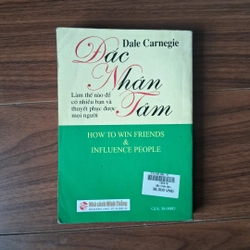 Dale Carnegie
Đắc
Nhân
Tâm
Làm thế nào để
có nhiều bạn và
thuyết phục được
mọi người
HOW TO WIN FRIENDS
&
INFLUENCE PEOPLE